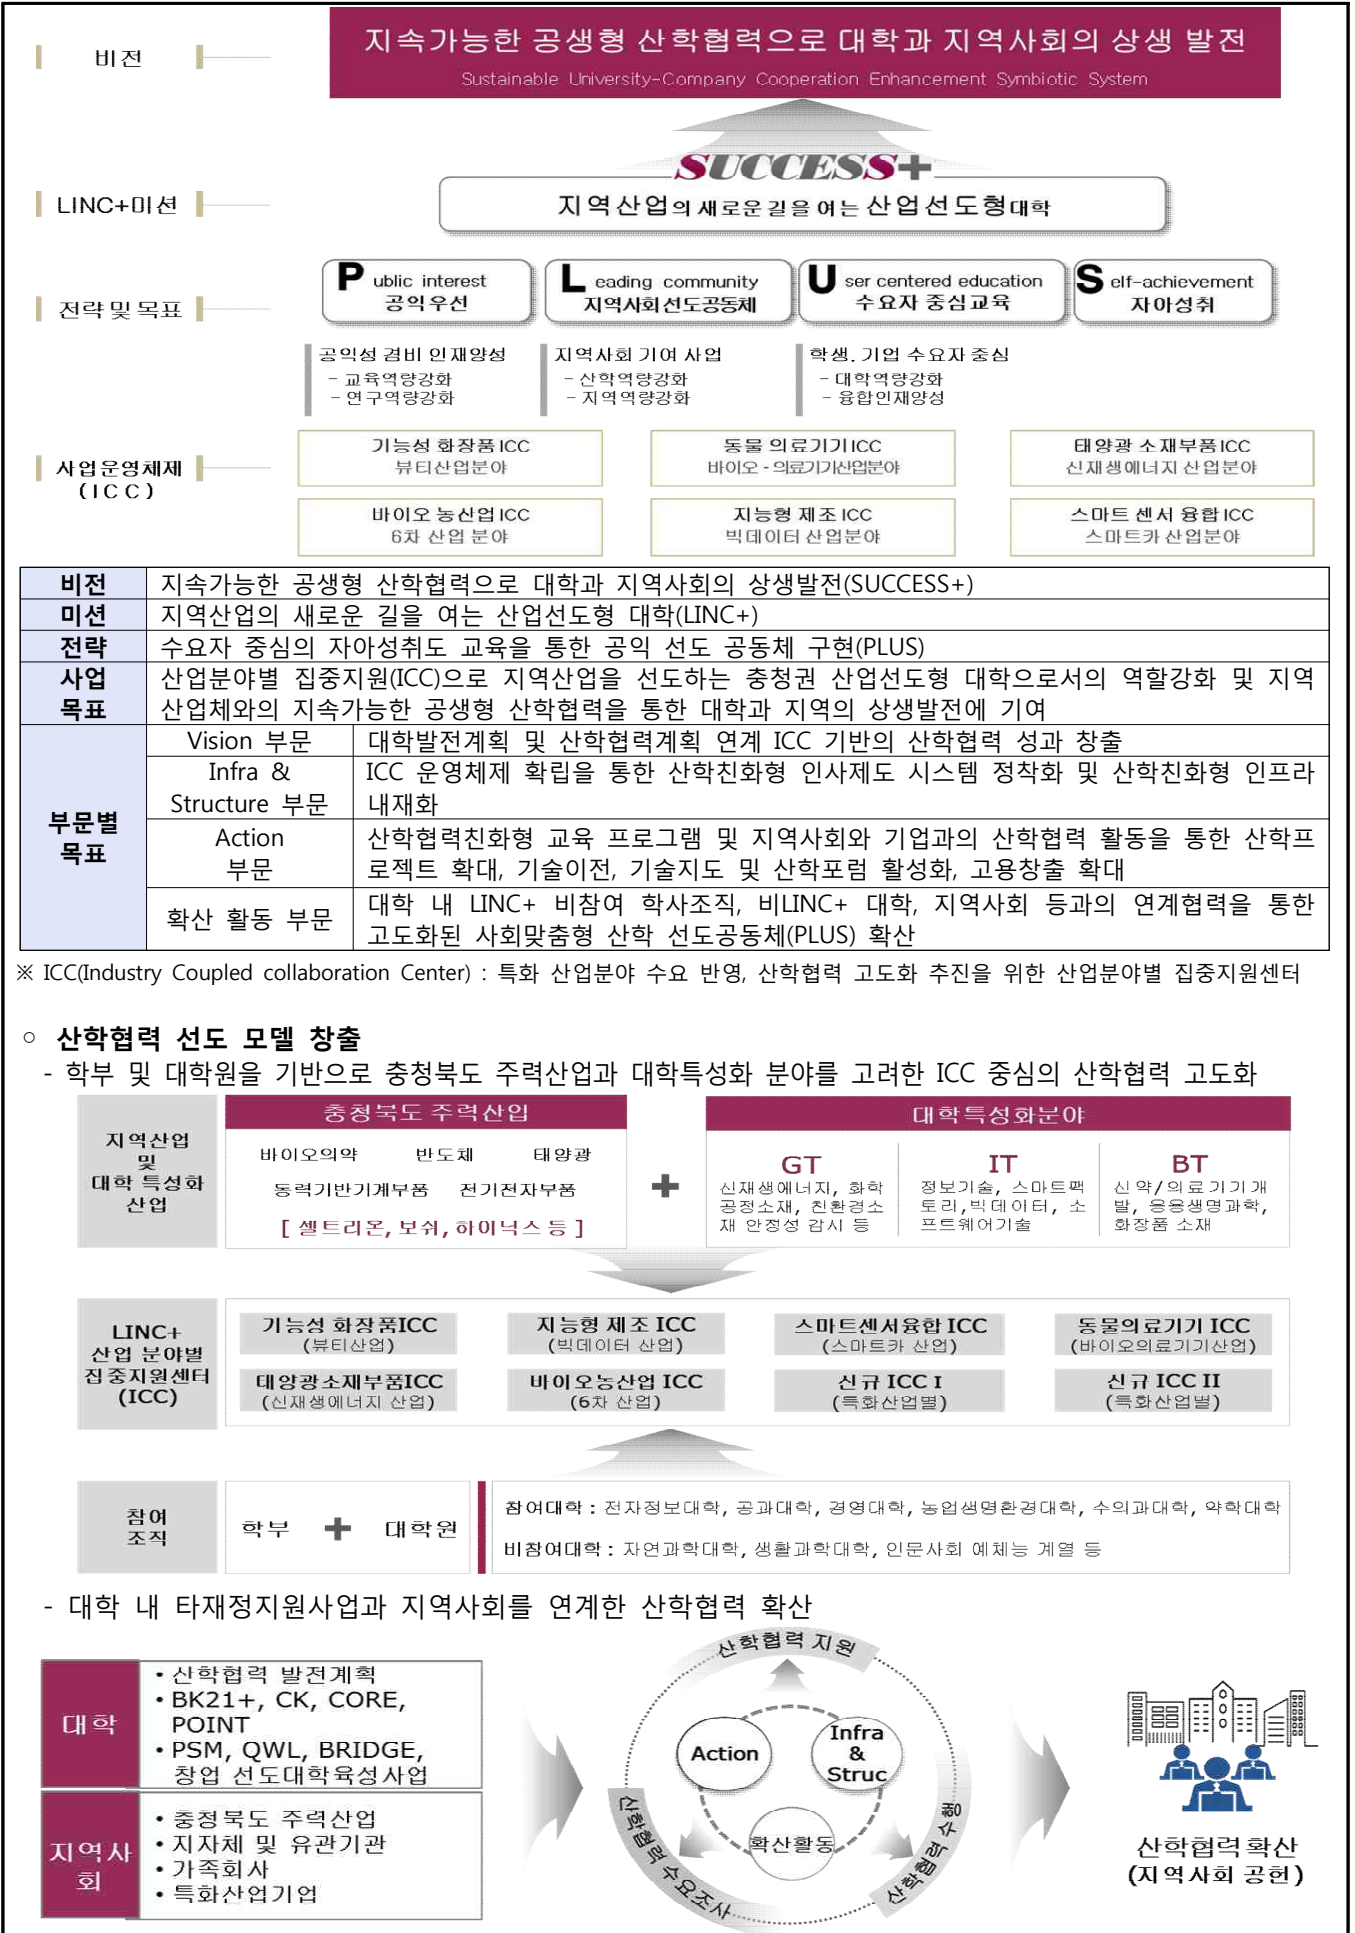 비전
지속가능한 공생형 산학협력으로 대학과 지역사회의 상생 발전
Sustainable University-Company Cooperation Enhancement Symbiotic System
SUCCESS+
LINC+미션
지역산업의 새로운 길을 여는 산업선도형대학
전략 및 목표
Public interest
공익우선
Leading community
지역사회선도공동체
User centered education
수요자 중심교육
Self-achievement
자아성취
공익성 겸비 인재양성
- 교육역량강화
- 연구역량강화
지역사회 기여 사업
- 산학역량강화
- 지역역량강화
학생. 기업 수요자 중심
- 대학역량강화
- 융합인재양성
사업운영체제
(ICC)
기능성 화장품 ICC
뷰티산업분야
동물 의료기기 ICC
바이오 - 의료기기산업분야
태양광 소재부품 ICC
신재생에너지 산업분야
바이오 농산업 ICC
6차 산업 분야
지능형 제조 ICC
빅데이터 산업분야
스마트 센서 융합 ICC
스마트카 산업분야
비전 지속가능한 공생형 산학협력으로 대학과 지역사회의 상생발전(SUCCESS+)
미션 지역산업의 새로운 길을 여는 산업선도형 대학(LINC+)
전략 수요자 중심의 자아성취도 교육을 통한 공익 선도 공동체 구현(PLUS)
사업 목표 산업분야별 집중지원(ICC)으로 지역산업을 선도하는 충청권 산업선도형 대학으로서의 역할강화 및 지역
산업체와의 지속가능한 공생형 산학협력을 통한 대학과 지역의 상생발전에 기여
부문별 목표
Vision 부문 대학발전계획 및 산학협력계획 연계 ICC 기반의 산학협력 성과 창출
Infra & Structure 부문 ICC 운영체제 확립을 통한 산학친화형 인사제도 시스템 정착화 및 산학친화형 인프라
내재화
Action 부문 산학협력친화형 교육 프로그램 및 지역사회와 기업과의 산학협력 활동을 통한 산학프
로젝트 확대, 기술이전, 기술지도 및 산학포럼 활성화, 고용창출 확대
확산 활동 부문 대학 내 LINC+ 비참여 학사조직, 비LINC+ 대학, 지역사회 등과의 연계협력을 통한
고도화된 사회맞춤형 산학 선도공동체(PLUS) 확산
※ ICC(Industry Coupled collaboration Center) : 특화 산업분야 수요 반영, 산학협력 고도화 추진을 위한 산업분야별 집중지원센터
○ 산학협력 선도 모델 창출
- 학부 및 대학원을 기반으로 충청북도 주력산업과 대학특성화 분야를 고려한 ICC 중심의 산학협력 고도화
지역산업
및
대학 특성화
산업
충청북도 주력산입
바이오의약 반도체 태양광
동력기반기계부품 전기전자부품
[ 셀트리온, 보쉬, 하이닉스 등 ]
+
대학특성화분야
GT
신재생에너지, 화학
공정소재, 친환경소
재 안정성 감시 등
IT
정보기술, 스마트팩
토리,빅데이터, 소
프트웨어기술
BT
신약/의료기기개
발, 응용생명과학,
화장품 소재
LINC+
산업 분야별
집중지원센터
(ICC)
기능성 화장품ICC
(뷰티산업)
지능형 제조 ICC
(빅데이터 산업)
스마트센서융합 ICC
(스마트카 산업)
동물의료기기 ICC
(바이오의료기기산업)
태양광소재부품ICC
(신재생에너지 산업)
바이오농산업 ICC
(6차 산업)
신규 ICC I
(특화산업별)
신규 ICC II
(특화산업별)
참여
조직
학부 + 대학원
참여대학 : 전자정보대학, 공과대학, 경영대학, 농업생명환경대학, 수의과대학, 약학대학
비참여대학 : 자연과학대학, 생활과학대학, 인문사회 예체능 계열 등
- 대학 내 타재정지원사업과 지역사회를 연계한 산학협력 확산
대학
• 산학협력 발전계획
• BK21+, CK, CORE,
POINT
• PSM, QWL, BRIDGE,
창업 선도대학육성사업
지역사
회
• 충청북도 주력산업
• 지자체 및 유관기관
• 가족회사
• 특화산업기업
산학협력 지원
Action
Infra
&
Struc
확산활동
산학협력 수요조사
산학협력 수행
산학협력 확산
(지역사회 공헌)